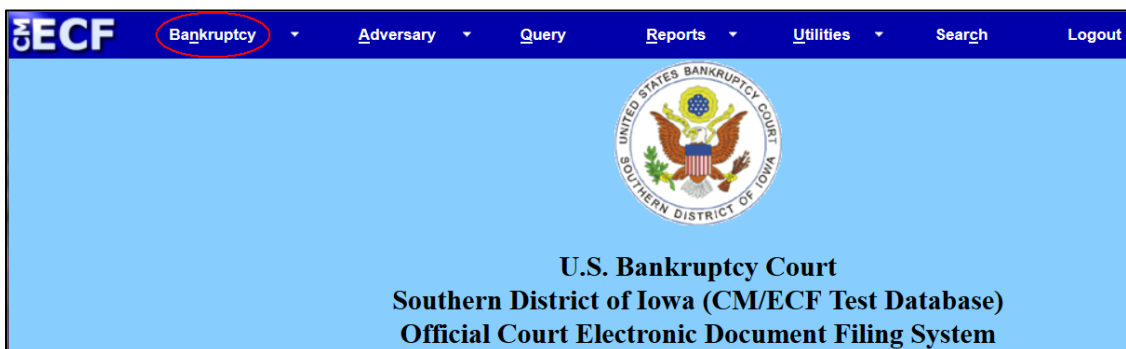 CM ECF Bankruptcy Adversary Query Reports Utilities Search Logout
UNITED STATES BANKRUPTCY COURT
SOUTHERN DISTRICT OF IOWA
U.S. Bankruptcy Court
Southern District of Iowa (CM/ECF Test Database)
Official Court Electronic Document Filing System